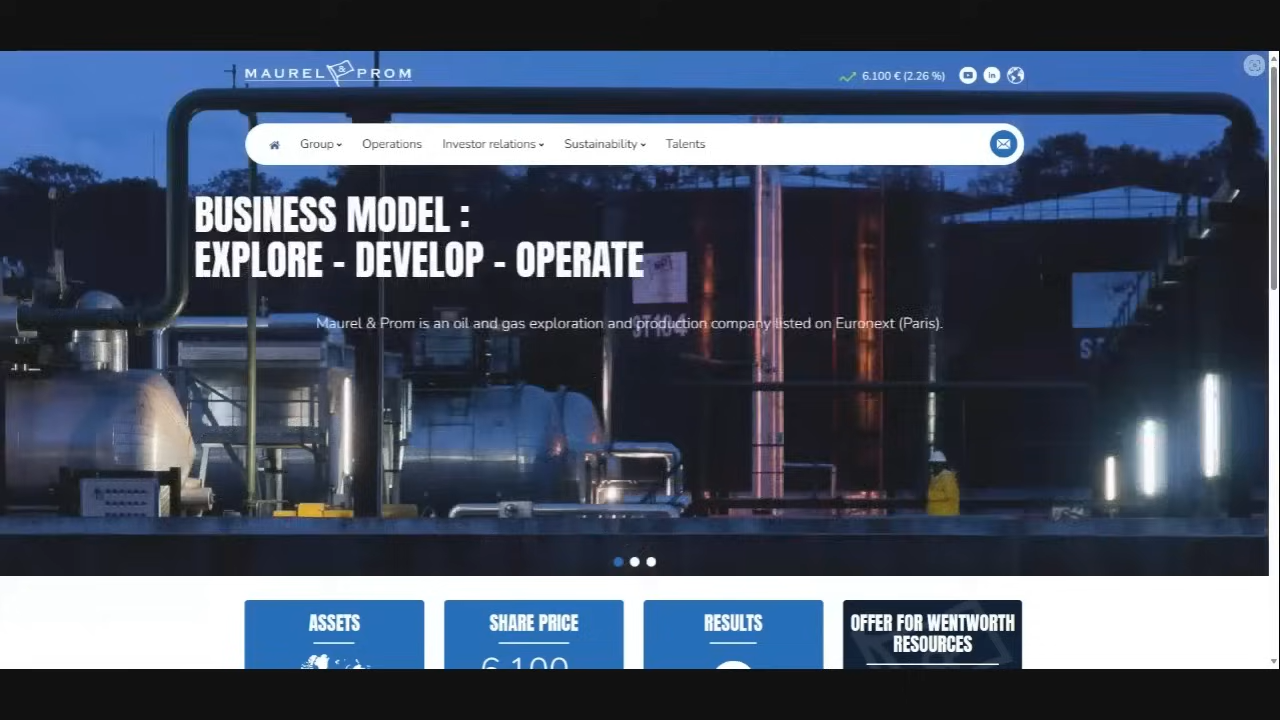 MAUREL & PROM
6.100 € (2.26 %)
Group
Operations
Investor relations
Sustainability
Talents
BUSINESS MODEL :
EXPLORE - DEVELOP - OPERATE
Maurel & Prom is an oil and gas exploration and production company listed on Euronext (Paris).
ST184
ST
ASSETS
SHARE PRICE
6.100
RESULTS
OFFER FOR WENTWORTH
RESOURCES